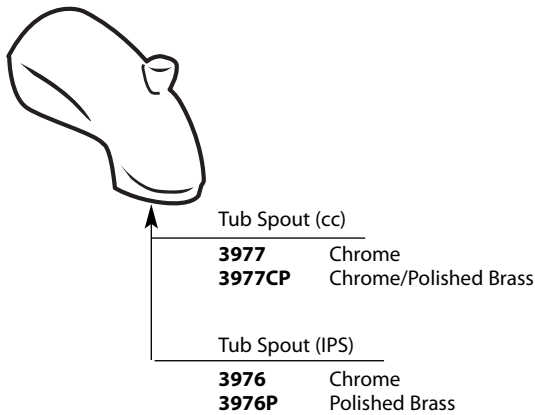 Tub Spout (cc)
3977 Chrome
3977CP Chrome/Polished Brass
Tub Spout (IPS)
3976 Chrome
3976P Polished Brass